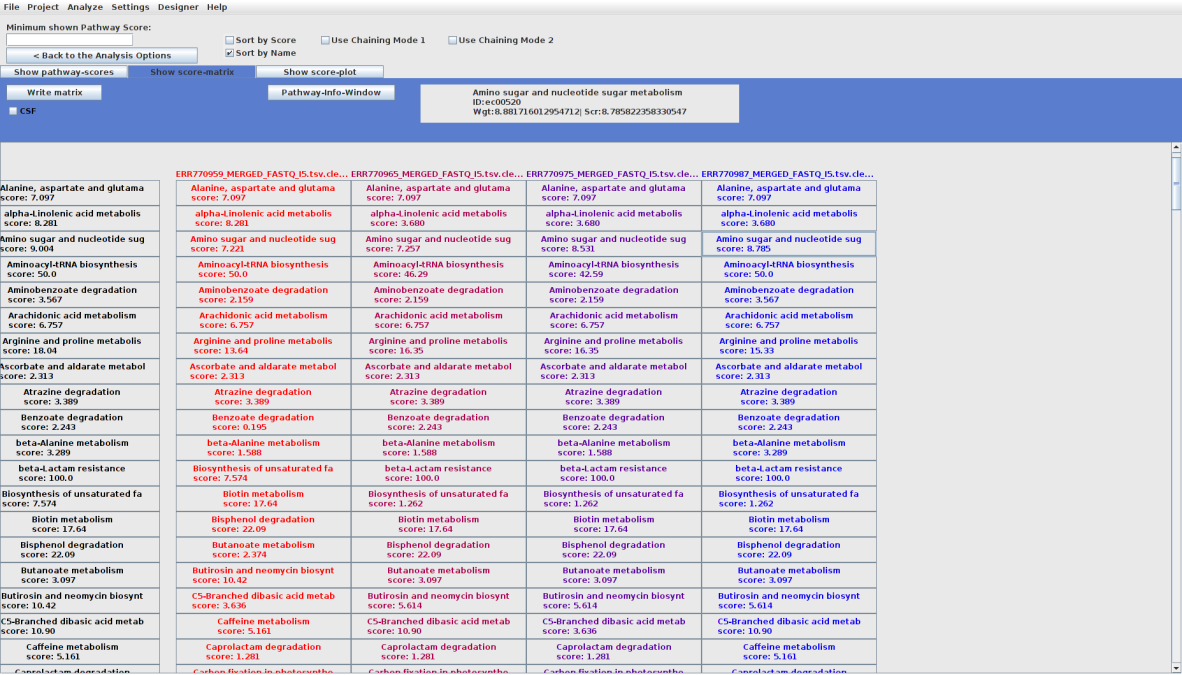 File Project Analyze Settings Designer Help
Minimum shown Pathway Score:
Sort by Score Use Chaining Mode 1 Use Chaining Mode 2
< Back to the Analysis Options Sort by Name
Show pathway-scores Show score-matrix Show score-plot
Write matrix Pathway-Info-Window Amino sugar and nucleotide sugar metabolism
ID:ec00520
CSF Wgt:8.881716012954712| Scr:8.785822358330547
ERR770959_MERGED_FASTQ_I5.tsv.cle... ERR770965_MERGED_FASTQ_I5.tsv.cle... ERR770975_MERGED_FASTQ_I5.tsv.cle... ERR770987_MERGED_FASTQ_I5.tsv.cle...
Alanine, aspartate and glutama Alanine, aspartate and glutama Alanine, aspartate and glutama Alanine, aspartate and glutama Alanine, aspartate and glutama
score: 7.097 score: 7.097 score: 7.097 score: 7.097 score: 7.097
alpha-Linolenic acid metabolis alpha-Linolenic acid metabolis alpha-Linolenic acid metabolis alpha-Linolenic acid metabolis alpha-Linolenic acid metabolis
score: 8.281 score: 8.281 score: 3.680 score: 3.680 score: 3.680
Amino sugar and nucleotide sug Amino sugar and nucleotide sug Amino sugar and nucleotide sug Amino sugar and nucleotide sug Amino sugar and nucleotide sug
score: 9.004 score: 7.221 score: 7.257 score: 8.531 score: 8.785
Aminoacyl-tRNA biosynthesis Aminoacyl-tRNA biosynthesis Aminoacyl-tRNA biosynthesis Aminoacyl-tRNA biosynthesis Aminoacyl-tRNA biosynthesis
score: 50.0 score: 50.0 score: 46.29 score: 42.59 score: 50.0
Aminobenzoate degradation Aminobenzoate degradation Aminobenzoate degradation Aminobenzoate degradation Aminobenzoate degradation
score: 3.567 score: 2.159 score: 2.159 score: 2.159 score: 3.567
Arachidonic acid metabolism Arachidonic acid metabolism Arachidonic acid metabolism Arachidonic acid metabolism Arachidonic acid metabolism
score: 6.757 score: 6.757 score: 6.757 score: 6.757 score: 6.757
Arginine and proline metabolis Arginine and proline metabolis Arginine and proline metabolis Arginine and proline metabolis Arginine and proline metabolis
score: 18.04 score: 13.64 score: 16.35 score: 16.35 score: 15.33
Ascorbate and aldarate metabol Ascorbate and aldarate metabol Ascorbate and aldarate metabol Ascorbate and aldarate metabol Ascorbate and aldarate metabol
score: 2.313 score: 2.313 score: 2.313 score: 2.313 score: 2.313
Atrazine degradation Atrazine degradation Atrazine degradation Atrazine degradation Atrazine degradation
score: 3.389 score: 3.389 score: 3.389 score: 3.389 score: 3.389
Benzoate degradation Benzoate degradation Benzoate degradation Benzoate degradation Benzoate degradation
score: 2.243 score: 0.195 score: 2.243 score: 2.243 score: 2.243
beta-Alanine metabolism beta-Alanine metabolism beta-Alanine metabolism beta-Alanine metabolism beta-Alanine metabolism
score: 3.289 score: 1.588 score: 1.588 score: 1.588 score: 3.289
beta-Lactam resistance Biosynthesis of unsaturated fa beta-Lactam resistance beta-Lactam resistance beta-Lactam resistance
score: 100.0 score: 7.574 score: 100.0 score: 100.0 score: 100.0
Biosynthesis of unsaturated fa Biotin metabolism Biosynthesis of unsaturated fa Biosynthesis of unsaturated fa Biosynthesis of unsaturated fa
score: 7.574 score: 17.64 score: 1.262 score: 1.262 score: 1.262
Biotin metabolism Bisphenol degradation Biotin metabolism Biotin metabolism Biotin metabolism
score: 17.64 score: 22.09 score: 17.64 score: 17.64 score: 17.64
Bisphenol degradation Butanoate metabolism Bisphenol degradation Bisphenol degradation Bisphenol degradation
score: 22.09 score: 2.374 score: 22.09 score: 22.09 score: 22.09
Butanoate metabolism Butirosin and neomycin biosynt Butanoate metabolism Butanoate metabolism Butanoate metabolism
score: 3.097 score: 10.42 score: 3.097 score: 3.097 score: 3.097
Butirosin and neomycin biosynt C5-Branched dibasic acid metab Butirosin and neomycin biosynt Butirosin and neomycin biosynt Butirosin and neomycin biosynt
score: 10.42 score: 3.636 score: 5.614 score: 5.614 score: 5.614
C5-Branched dibasic acid metab Caffeine metabolism C5-Branched dibasic acid metab C5-Branched dibasic acid metab C5-Branched dibasic acid metab
score: 10.90 score: 5.161 score: 10.90 score: 3.636 score: 10.90
Caffeine metabolism Caprolactam degradation Caprolactam degradation Caprolactam degradation Caffeine metabolism
score: 5.161 score: 1.281 score: 1.281 score: 1.281 score: 5.161
Caprolactam degradation Carbon fixation in photosynthe Carbon fixation in photosynthe Carbon fixation in photosynthe Caprolactam degradation